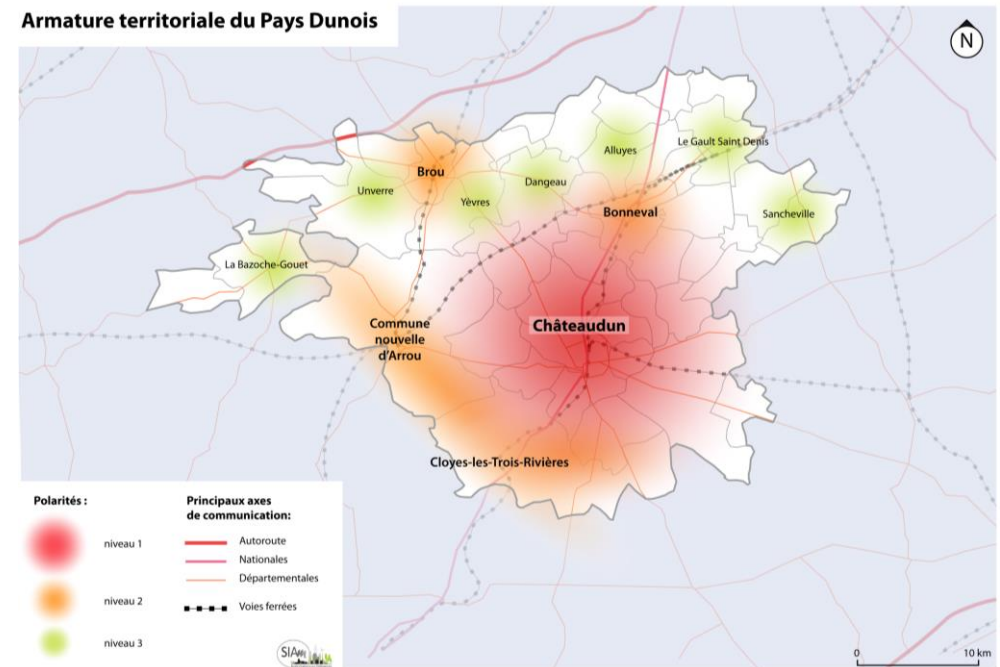 Armature territoriale du Pays Dunois
N
Le Gault Saint Denis
Alluyes
Brou
Dangeau
Unverre
Yèvres
Bonneval
Sancheville
La Bazoche-Gouet
Châteaudun
Commune
nouvelle
d'Arrou
Cloyes-les-Trois-Rivières
Polarités :
niveau 1
niveau 2
niveau 3
Principaux axes
de communication:
Autoroute
Nationales
Départementales
Voies ferrées
SIAM
0
10 km